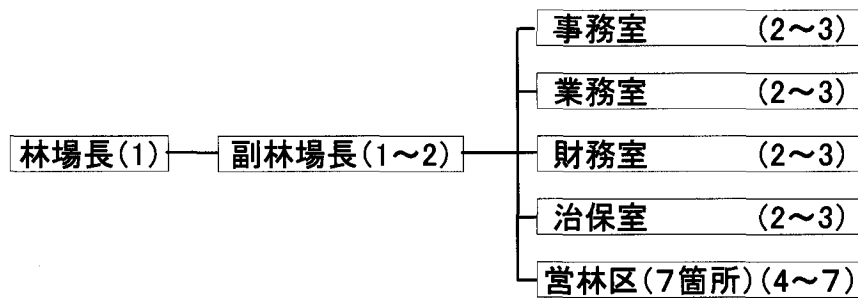 林場長(1)
副林場長(1～2)
事務室 (2～3)
業務室 (2～3)
財務室 (2～3)
治保室 (2～3)
営林区(7箇所)(4～7)